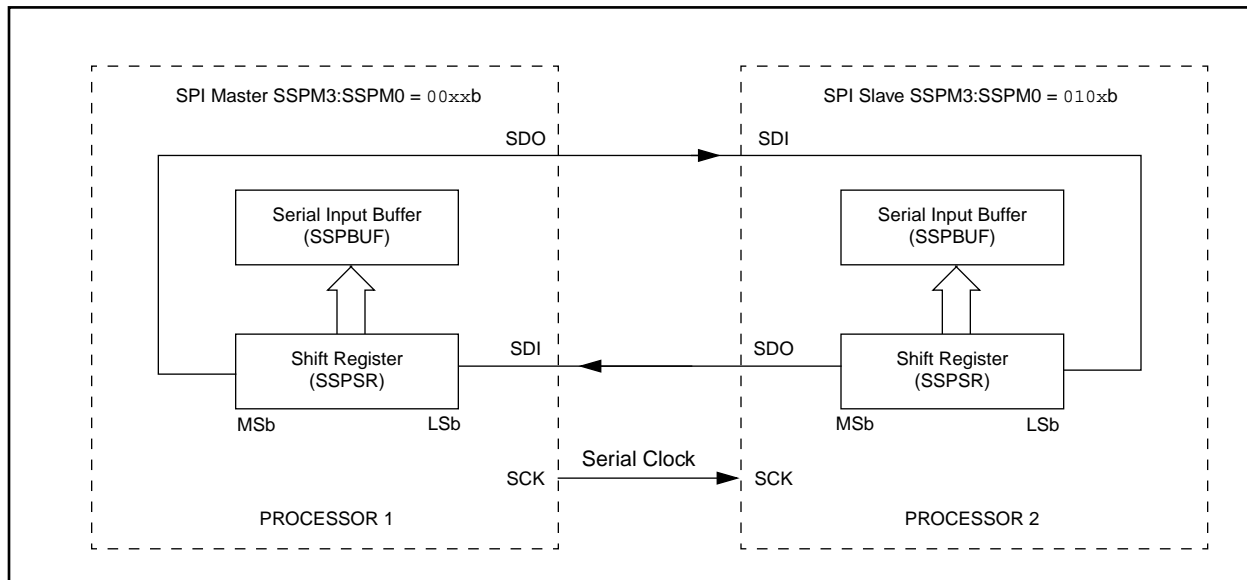 SPI Master SSPM3:SSPM0 = 00xxb
SPI Slave SSPM3:SSPM0 = 010xb
SDO
SDI
Serial Input Buffer
(SSPBUF)
Serial Input Buffer
(SSPBUF)
SDI
SDO
Shift Register
(SSPSR)
Shift Register
(SSPSR)
MSb
LSb
MSb
LSb
Serial Clock
SCK
SCK
PROCESSOR 1
PROCESSOR 2